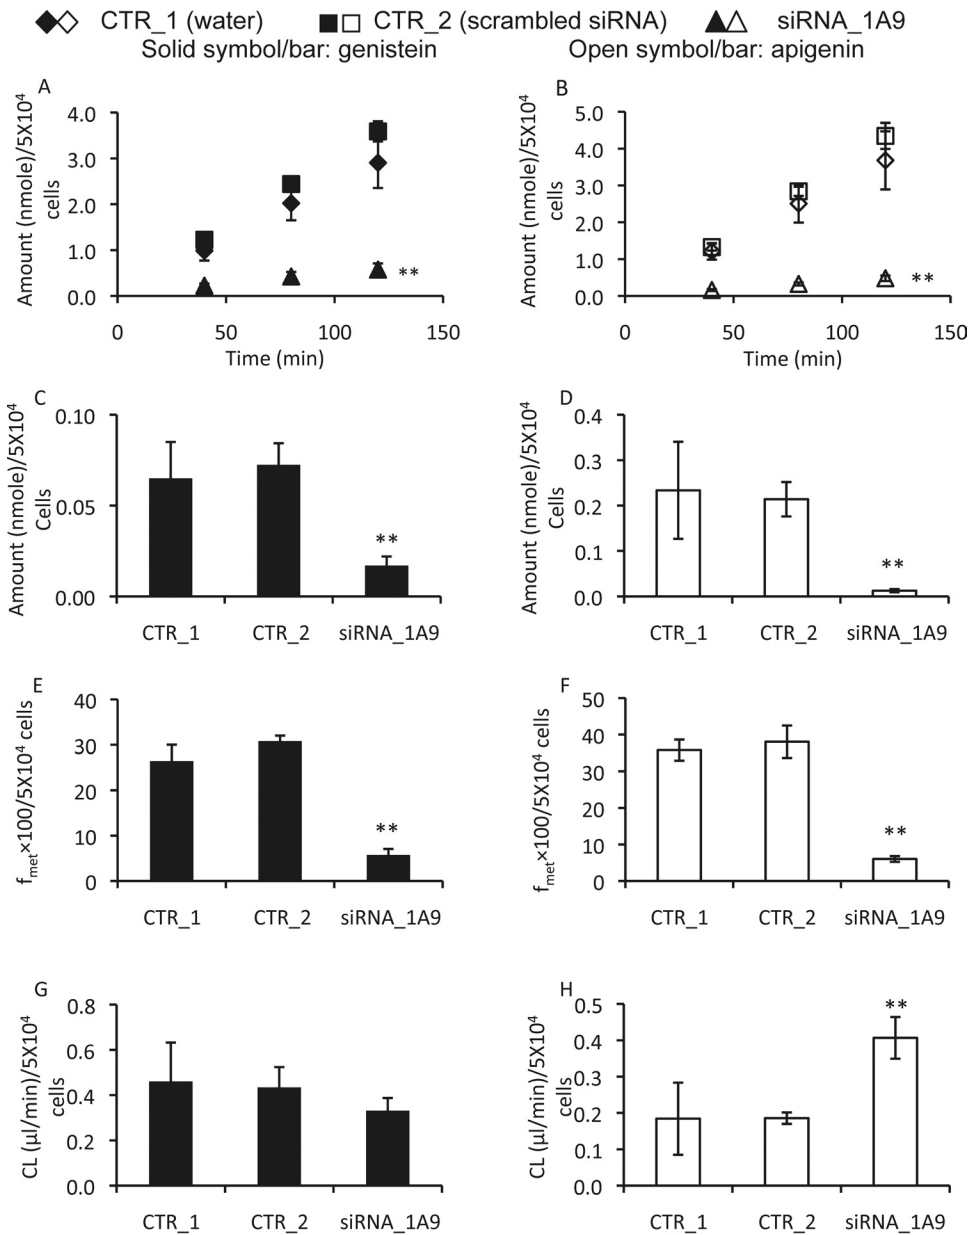 CTR_1 (water) CTR_2 (scrambled siRNA) siRNA_1A9
Solid symbol/bar: genistein Open symbol/bar: apigenin
A
Amount (nmole)/5X10⁴
cells
4.0
3.0
2.0
1.0
0.0
**
0 50 100 150
Time (min)
B
Amount (nmole)/5X10⁴
cells
5.0
4.0
3.0
2.0
1.0
0.0
**
0 50 100 150
Time (min)
C
Amount (nmole)/5X10⁴
Cells
0.10
0.05
0.00
**
CTR_1 CTR_2 siRNA_1A9
D
Amount (nmole)/5X10⁴
Cells
0.4
0.3
0.2
0.1
0.0
**
CTR_1 CTR_2 siRNA_1A9
E
fmet×100/5X10⁴ cells
40
30
20
10
0
**
CTR_1 CTR_2 siRNA_1A9
F
fmet×100/5X10⁴ cells
50
40
30
20
10
0
**
CTR_1 CTR_2 siRNA_1A9
G
CL (µl/min)/5X10⁴
cells
0.8
0.6
0.4
0.2
0.0
CTR_1 CTR_2 siRNA_1A9
H
CL (µl/min)/5X10⁴
cells
0.5
0.4
0.3
0.2
0.1
0.0
**
CTR_1 CTR_2 siRNA_1A9